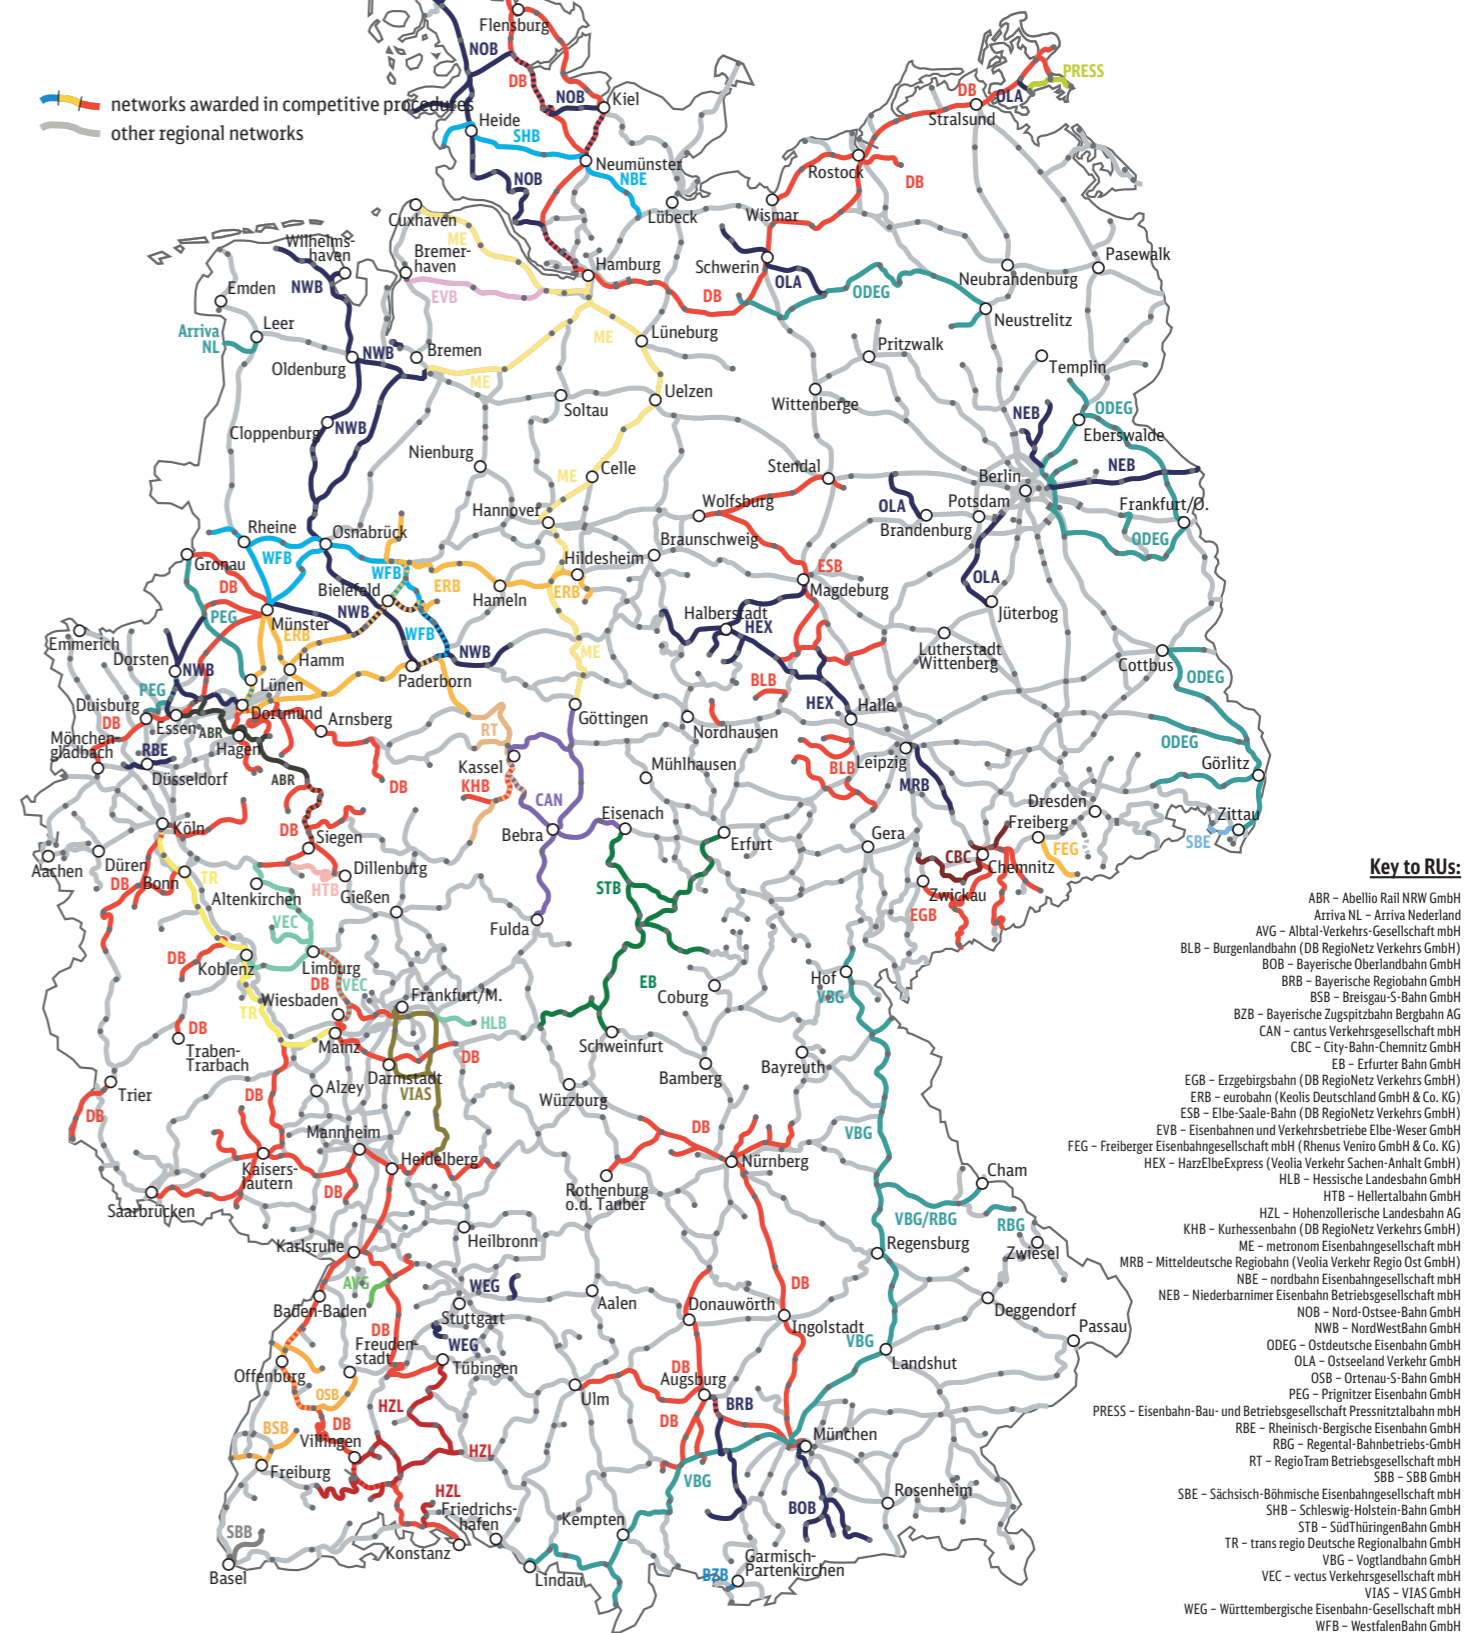 Flensburg
NOB
DB
networks awarded in competitive procedures
other regional networks
NOB
Kiel
PRESS
DB
OLA
Stralsund
Heide
SHB
Neumünster
NOB
NBE
Lübeck
Rostock
DB
Wismar
Cuxhaven
ME
Wilhelms-
haven
NWB
Bremer-
haven
EVB
Hamburg
Schwerin
OLA
DB
ODEG
Neubrandenburg
Pasewalk
Neustrelitz
Emden
Leer
Arriva
NL
Oldenburg
NWB
Bremen
ME
ME
Lüneburg
Pritzwalk
Templin
Uelzen
Soltau
Wittenberge
NEB
ODEG
Eberswalde
Cloppenburg
NWB
Nienburg
ME
Celle
Stendal
Berlin
NEB
Potsdam
Frankfurt/O.
OLA
Brandenburg
ODEG
Hannover
Wolfsburg
Braunschweig
Rheine
WFB
Osnabrück
Gronau
DB
WFB
Hildesheim
ESB
Magdeburg
OLA
Jüterbog
Bielefeld
ERB
Hameln
ERB
PEG
Münster
NWB
WFB
Halberstadt
HEX
Emmerich
ERB
Hamm
NWB
ME
Lutherstadt
Wittenberg
Dorsten
NWB
Paderborn
BLB
Cottbus
ODEG
PEG
Lünen
HEX
Halle
Duisburg
DB
Essen
Dortmund
Arnsberg
RT
Göttingen
Nordhausen
ABR
Mönchen-
gladbach
RBE
Hagen
ODEG
Düsseldorf
ABR
DB
Kassel
KHB
Mühlhausen
BLB
Leipzig
MRB
Görlitz
CAN
Köln
DB
Siegen
Bebra
Eisenach
Erfurt
Gera
Dresden
Freiberg
Zittau
SBE
Aachen
Düren
DB
Bonn
TR
Dillenburg
HTB
Altenkirchen
Gießen
STB
CBC
Chemnitz
FEG
Zwickau
EGB
VEC
Fulda
DB
Koblenz
Limburg
DB
VEC
EB
Coburg
Hof
VBG
Wiesbaden
Frankfurt/M.
TR
HLB
DB
Traben-
Trarbach
Mainz
Schweinfurt
DB
Darmstadt
Bamberg
Bayreuth
Trier
DB
DB
Alzey
VIAS
Würzburg
Mannheim
DB
VBG
Kaisers-
lautern
Heidelberg
DB
Nürnberg
Rothenburg
o.d. Tauber
Cham
Saarbrücken
VBG/RBG
RBG
Karlsruhe
Heilbronn
Regensburg
Zwiesel
AVG
WEG
DB
Baden-Baden
Stuttgart
Aalen
Donauwörth
Deggendorf
DB
Freuden-
stadt
WEG
Tübingen
Ingolstadt
VBG
Passau
Landshut
Offenburg
OSB
HZL
DB
Augsburg
Ulm
BRB
BSB
DB
Villingen
DB
München
HZL
Freiburg
VBG
HZL
Friedrichs-
hafen
BOB
Rosenheim
SBB
Konstanz
Kempten
Basel
Lindau
BZB
Garmisch-
Partenkirchen
Key to RUs:
ABR – Abellio Rail NRW GmbH
Arriva NL – Arriva Nederland
AVG – Albtal-Verkehrs-Gesellschaft mbH
BLB – Burgenlandbahn (DB RegioNetz Verkehrs GmbH)
BOB – Bayerische Oberlandbahn GmbH
BRB – Bayerische Regiobahn GmbH
BSB – Breisgau-S-Bahn GmbH
BZB – Bayerische Zugspitzbahn Bergbahn AG
CAN – cantus Verkehrsgesellschaft mbH
CBC – City-Bahn-Chemnitz GmbH
EB – Erfurter Bahn GmbH
EGB – Erzgebirgsbahn (DB RegioNetz Verkehrs GmbH)
ERB – eurobahn (Keolis Deutschland GmbH & Co. KG)
ESB – Elbe-Saale-Bahn (DB RegioNetz Verkehrs GmbH)
EVB – Eisenbahnen und Verkehrsbetriebe Elbe-Weser GmbH
FEG – Freiberger Eisenbahngesellschaft mbH (Rhenus Veniro GmbH & Co. KG)
HEX – HarzElbeExpress (Veolia Verkehr Sachen-Anhalt GmbH)
HLB – Hessische Landesbahn GmbH
HTB – Hellertalbahn GmbH
HZL – Hohenzollerische Landesbahn AG
KHB – Kurhessenbahn (DB RegioNetz Verkehrs GmbH)
ME – metronom Eisenbahngesellschaft mbH
MRB – Mitteldeutsche Regiobahn (Veolia Verkehr Regio Ost GmbH)
NBE – nordbahn Eisenbahngesellschaft mbH
NEB – Niederbarnimer Eisenbahn Betriebsgesellschaft mbH
NOB – Nord-Ostsee-Bahn GmbH
NWB – NordWestBahn GmbH
ODEG – Ostdeutsche Eisenbahn GmbH
OLA – Ostseeland Verkehr GmbH
OSB – Ortenau-S-Bahn GmbH
PEG – Prignitzer Eisenbahn GmbH
PRESS – Eisenbahn-Bau- und Betriebsgesellschaft Pressnitztalbahn mbH
RBE – Rheinisch-Bergische Eisenbahn GmbH
RBG – Regental-Bahnbetriebs-GmbH
RT – RegioTram Betriebsgesellschaft mbH
SBB – SBB GmbH
SBE – Sächsisch-Böhmische Eisenbahngesellschaft mbH
SHB – Schleswig-Holstein-Bahn GmbH
STB – SüdThüringenBahn GmbH
TR – trans regio Deutsche Regionalbahn GmbH
VBG – Vogtlandbahn GmbH
VEC – vectus Verkehrsgesellschaft mbH
VIAS – VIAS GmbH
WEG – Württembergische Eisenbahn-Gesellschaft mbH
WFB – WestfalenBahn GmbH